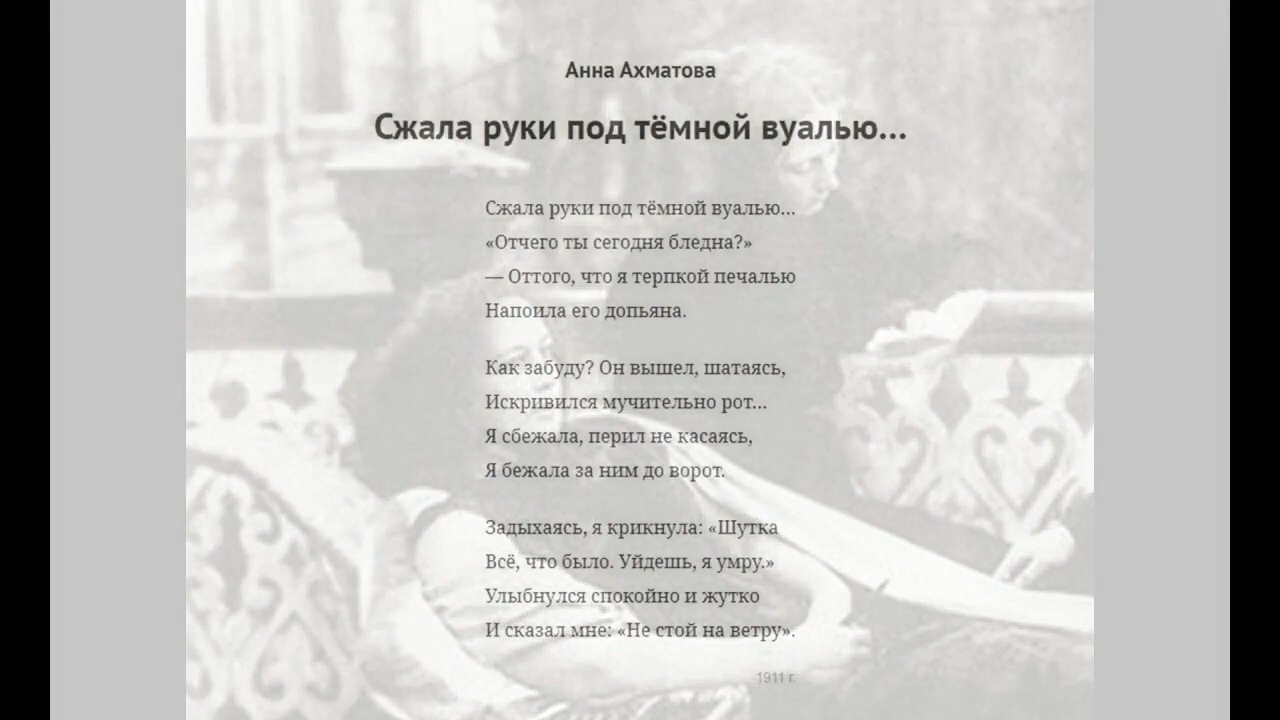 Анна Ахматова
Сжала руки под тёмной вуалью...
Сжала руки под тёмной вуалью...
«Отчего ты сегодня бледна?»
— Оттого, что я терпкой печалью
Напоила его допьяна.
Как забуду? Он вышел, шатаясь,
Искривился мучительно рот...
Я сбежала, перил не касаясь,
Я бежала за ним до ворот.
Задыхаясь, я крикнула: «Шутка
Всё, что было. Уйдешь, я умру.»
Улыбнулся спокойно и жутко
И сказал мне: «Не стой на ветру».
1911 г.